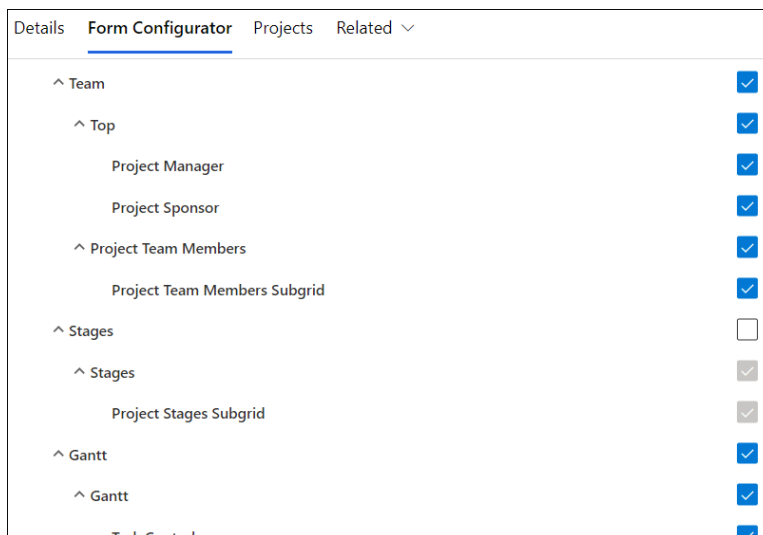 Details Form Configurator Projects Related
Team
Top
Project Manager
Project Sponsor
Project Team Members
Project Team Members Subgrid
Stages
Stages
Project Stages Subgrid
Gantt
Gantt